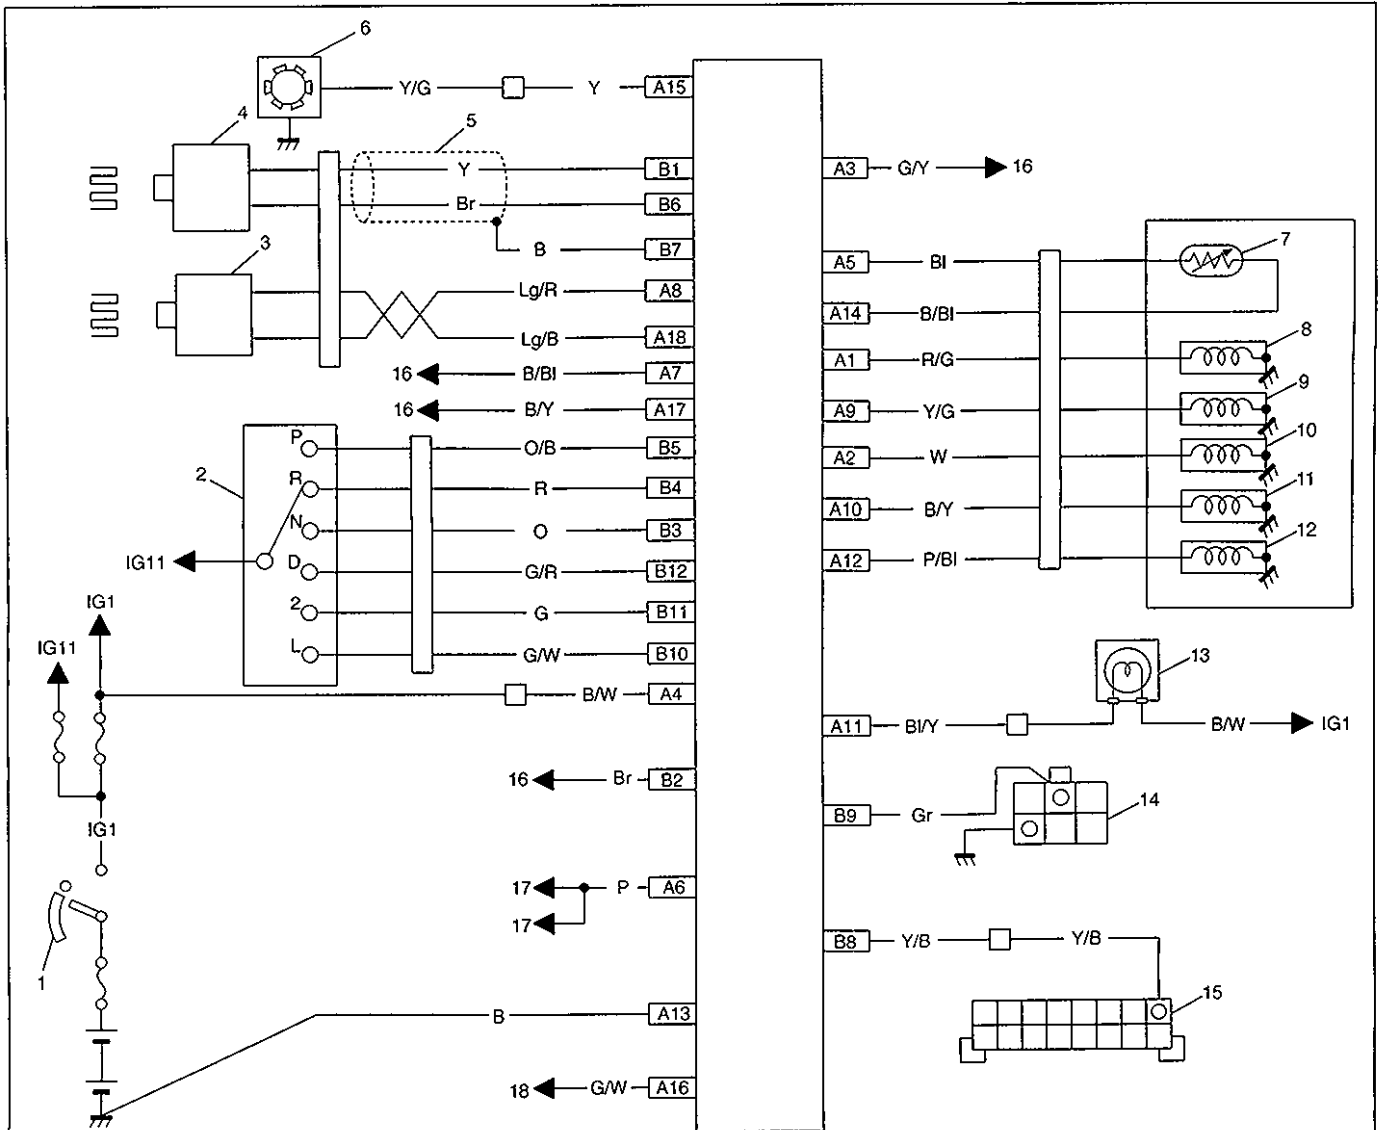 6
Y/G
Y
A15
4
5
Y
B1
A3
G/Y
16
Br
B6
3
B
B7
7
A5
Bl
Lg/R
A8
A14
B/Bl
Lg/B
A18
8
A1
R/G
16
B/Bl
A7
9
16
B/Y
A17
A9
Y/G
P
O/B
B5
10
A2
W
2
R
R
B4
11
N
O
B3
A10
B/Y
12
IG11
D
G/R
B12
A12
P/Bl
IG1
2
G
B11
IG11
L
G/W
B10
13
B/W
A4
A11
Bl/Y
B/W
IG1
16
Br
B2
14
IG1
B9
Gr
17
P
A6
17
B8
Y/B
Y/B
1
15
B
A13
18
G/W
A16